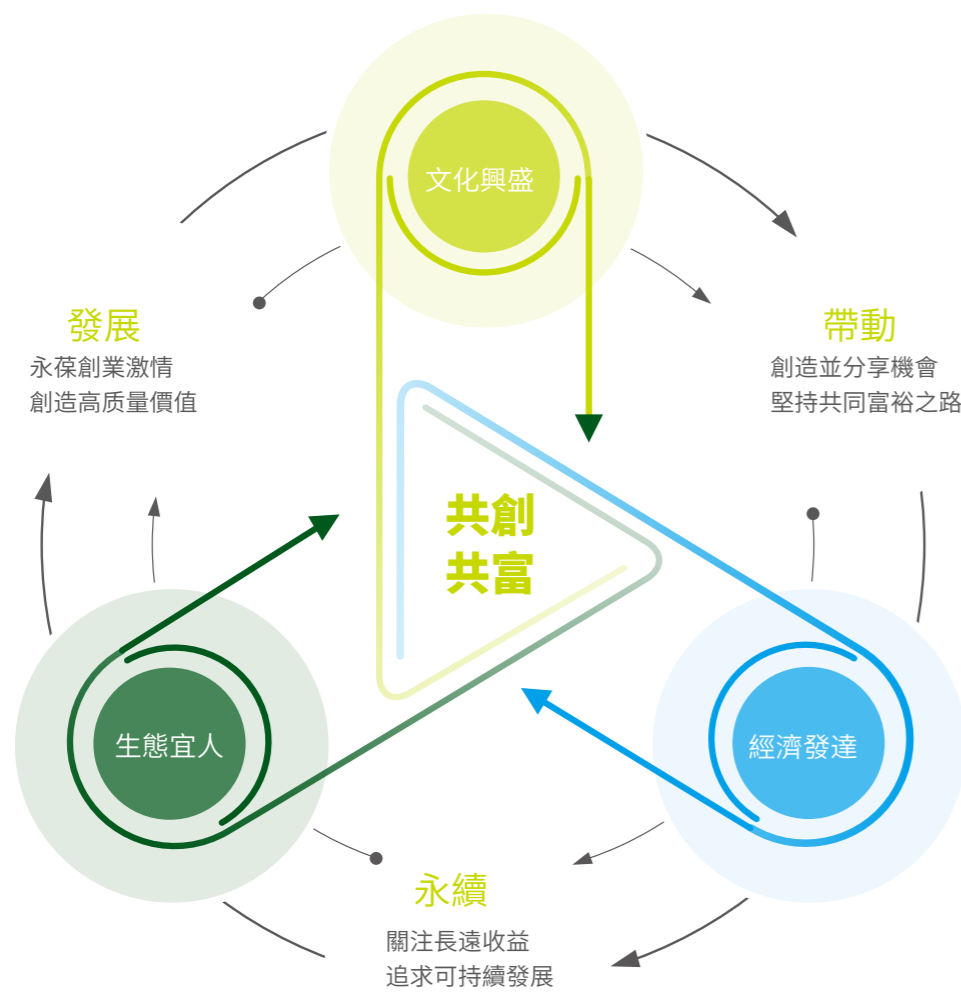 文化興盛
發展
永葆創業激情
創造高质量價值
帶動
創造並分享機會
堅持共同富裕之路
共創
共富
生態宜人
經濟發達
永續
關注長遠收益
追求可持續發展